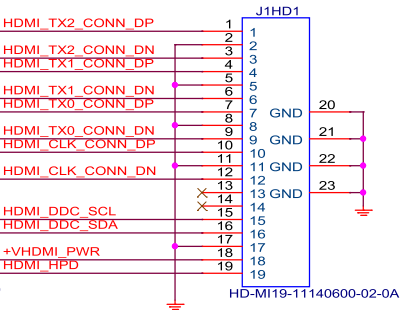 J1HD1
HDMI_TX2_CONN_DP 1 1
2 2
HDMI_TX2_CONN_DN 3 3
HDMI_TX1_CONN_DP 4 4
5 5
HDMI_TX1_CONN_DN 6 6
HDMI_TX0_CONN_DP 7 7 GND 20
8 8
HDMI_TX0_CONN_DN 9 9 GND 21
HDMI_CLK_CONN_DP 10 10
11 11 GND 22
HDMI_CLK_CONN_DN 12 12
13 13 GND 23
14 14
HDMI_DDC_SCL 15 15
HDMI_DDC_SDA 16 16
17 17
+VHDMI_PWR 18 18
HDMI_HPD 19 19
HD-MI19-11140600-02-0A